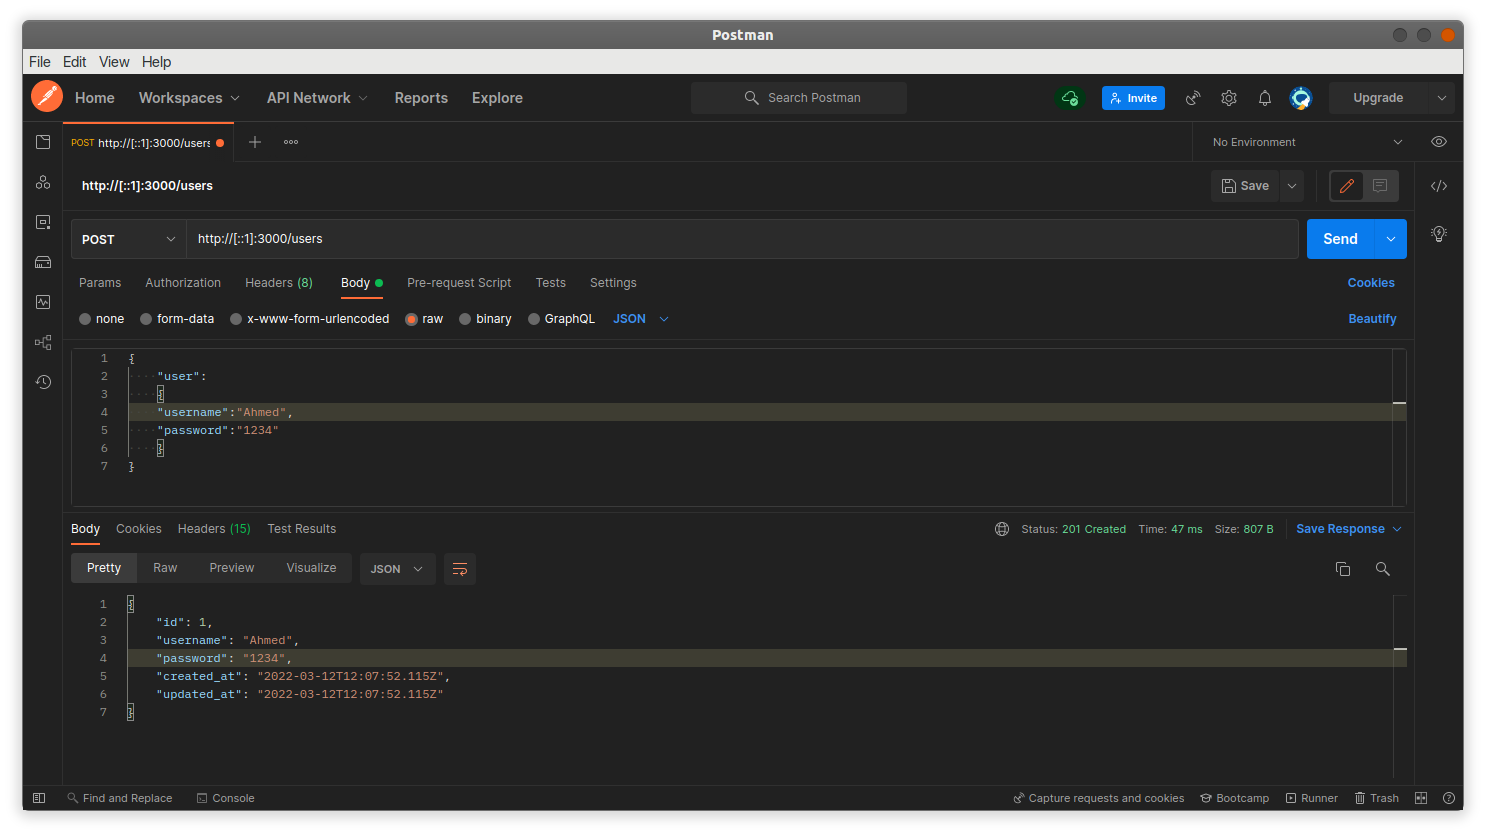 Postman
File Edit View Help
Home Workspaces API Network Reports Explore Search Postman Invite Upgrade
POST http://[::1]:3000/users No Environment
http://[::1]:3000/users Save
POST http://[::1]:3000/users Send
Params Authorization Headers (8) Body Pre-request Script Tests Settings Cookies
none form-data x-www-form-urlencoded raw binary GraphQL JSON Beautify
1 {
2 "user":
3 {
4 "username":"Ahmed",
5 "password":"1234"
6 }
7 }
Body Cookies Headers (15) Test Results Status: 201 Created Time: 47 ms Size: 807 B Save Response
Pretty Raw Preview Visualize JSON
1 {
2 "id": 1,
3 "username": "Ahmed",
4 "password": "1234",
5 "created_at": "2022-03-12T12:07:52.115Z",
6 "updated_at": "2022-03-12T12:07:52.115Z"
7 }
Find and Replace Console Capture requests and cookies Bootcamp Runner Trash